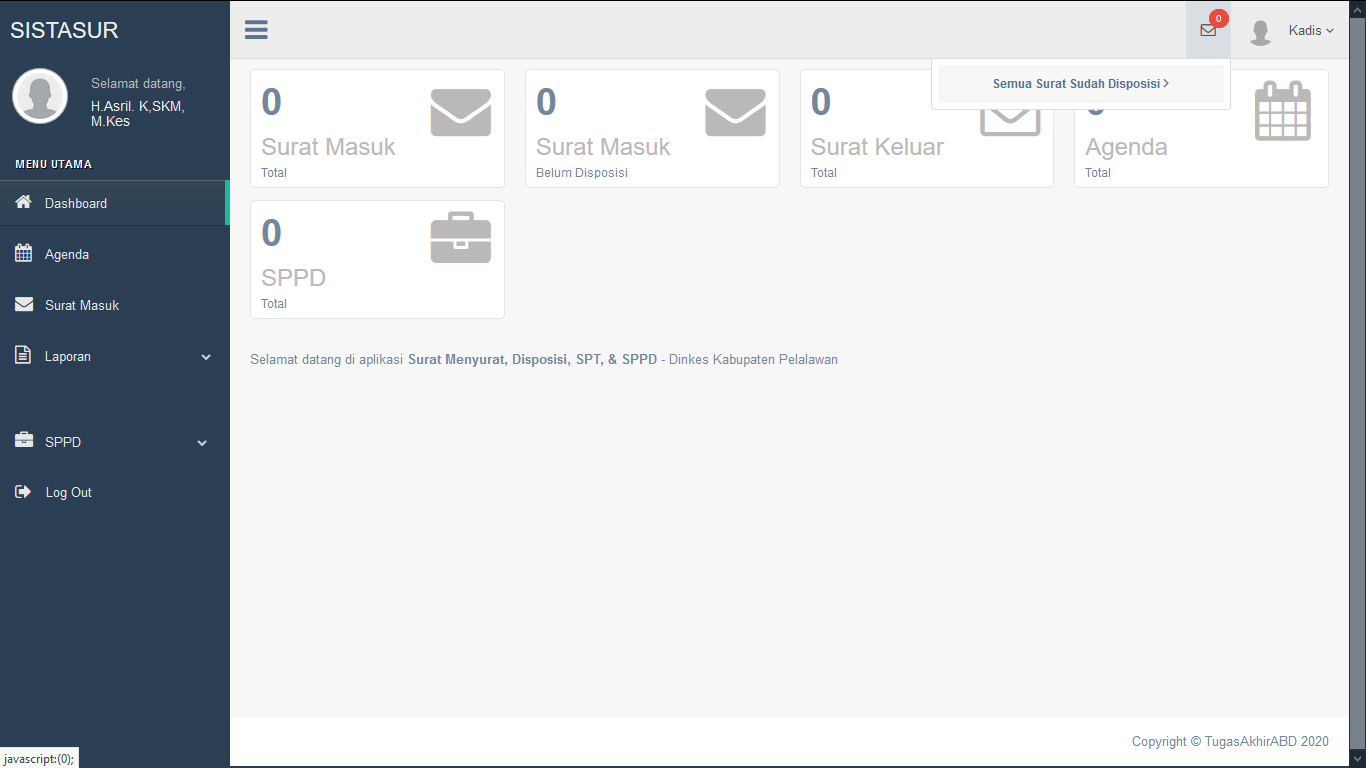 SISTASUR
Selamat datang,
H.Asril. K,SKM,
M.Kes
MENU UTAMA
Dashboard
Agenda
Surat Masuk
Laporan
SPPD
Log Out
0
Kadis
Semua Surat Sudah Disposisi
0
Surat Masuk
Total
0
Surat Masuk
Belum Disposisi
0
Surat Keluar
Total
Agenda
Total
0
SPPD
Total
Selamat datang di aplikasi Surat Menyurat, Disposisi, SPT, & SPPD - Dinkes Kabupaten Pelalawan
Copyright © TugasAkhirABD 2020
javascript:(0);